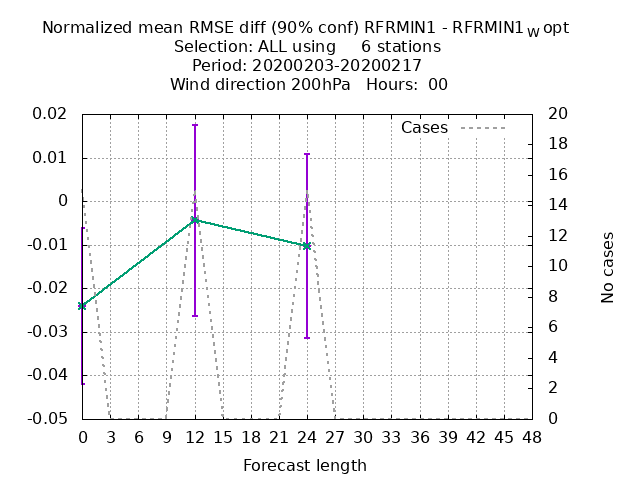 Normalized mean RMSE diff (90% conf) RFRMIN1 - RFRMIN1W opt
Selection: ALL using 6 stations
Period: 20200203-20200217
Wind direction 200hPa Hours: 00
Cases
0.02
0.01
0
-0.01
-0.02
-0.03
-0.04
-0.05
20
18
16
14
12
10
8
6
4
2
0
No cases
0 3 6 9 12 15 18 21 24 27 30 33 36 39 42 45 48
Forecast length